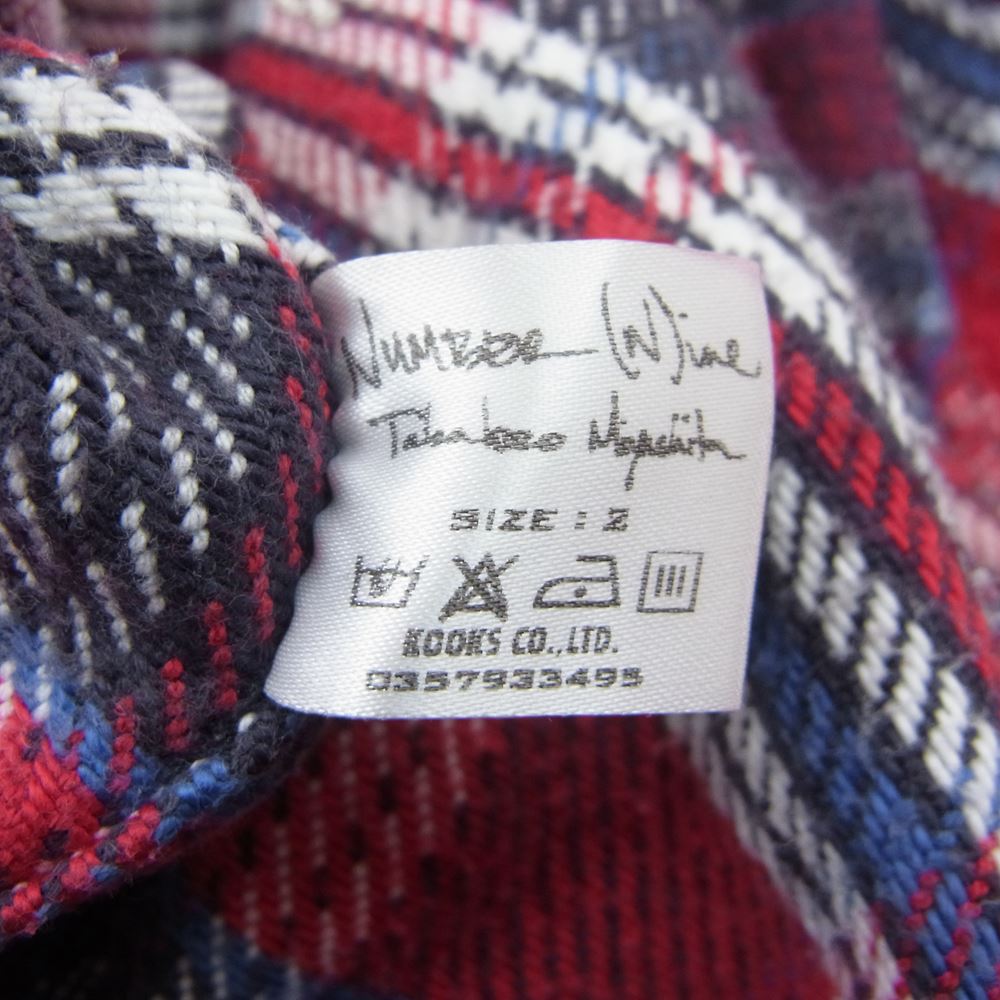 Number (N)ine
Takahiro Miyashita
SIZE : 2
KOOKS CO.,LTD.
0357933495